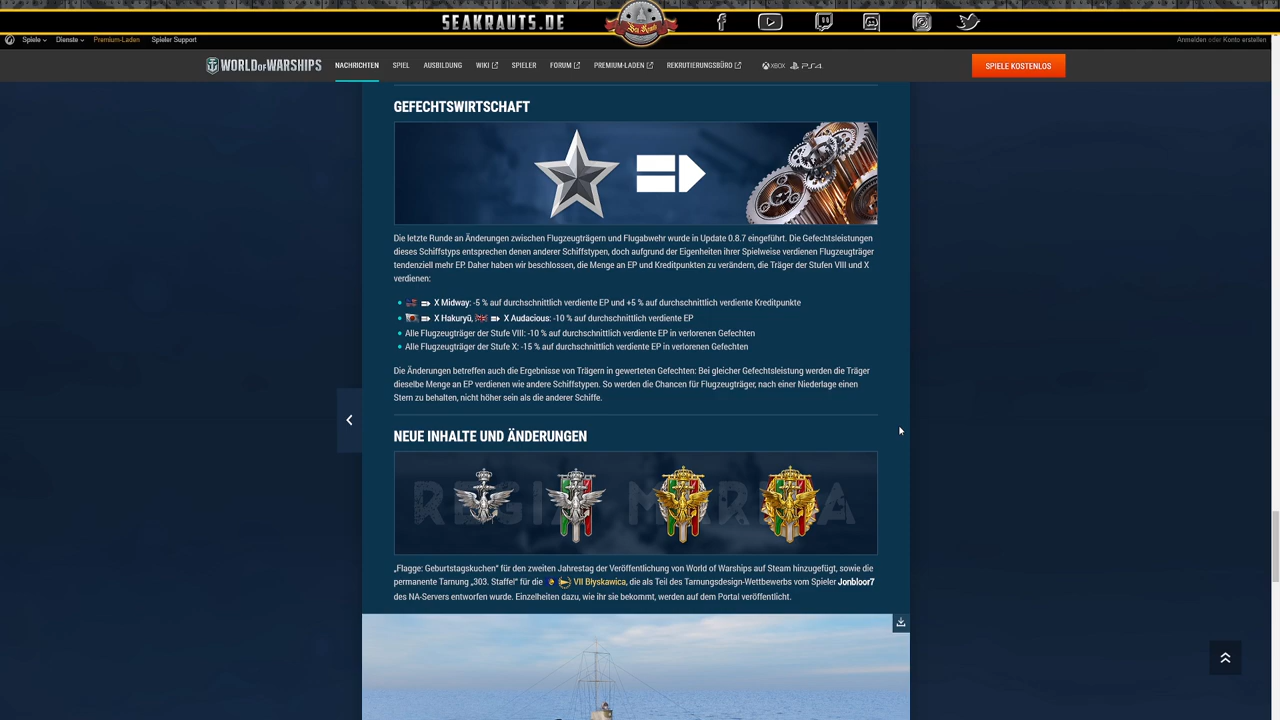 SEAKRAUTS.DE
Sea Krauts
Spiele Dienste Premium-Laden Spieler Support
Anmelden oder Konto erstellen
WORLD OF WARSHIPS NACHRICHTEN SPIEL AUSBILDUNG WIKI SPIELER FORUM PREMIUM-LADEN REKRUTIERUNGSBÜRO XBOX PS4 SPIELE KOSTENLOS
GEFECHTSWIRTSCHAFT
Die letzte Runde an Änderungen zwischen Flugzeugträgern und Flugabwehr wurde in Update 0.8.7 eingeführt. Die Gefechtsleistungen
dieses Schiffstyps entsprechen denen anderer Schiffstypen, doch aufgrund der Eigenheiten ihrer Spielweise verdienen Flugzeugträger
tendenziell mehr EP. Daher haben wir beschlossen, die Menge an EP und Kreditpunkten zu verändern, die Träger der Stufen VIII und X
verdienen:
X Midway: -5 % auf durchschnittlich verdiente EP und +5 % auf durchschnittlich verdiente Kreditpunkte
X Hakuryū, X Audacious: -10 % auf durchschnittlich verdiente EP
Alle Flugzeugträger der Stufe VIII: -10 % auf durchschnittlich verdiente EP in verlorenen Gefechten
Alle Flugzeugträger der Stufe X: -15 % auf durchschnittlich verdiente EP in verlorenen Gefechten
Die Änderungen betreffen auch die Ergebnisse von Trägern in gewerteten Gefechten: Bei gleicher Gefechtsleistung werden die Träger
dieselbe Menge an EP verdienen wie andere Schiffstypen. So werden die Chancen für Flugzeugträger, nach einer Niederlage einen
Stern zu behalten, nicht höher sein als die anderer Schiffe.
NEUE INHALTE UND ÄNDERUNGEN
REGIA MARINA
„Flagge: Geburtstagskuchen“ für den zweiten Jahrestag der Veröffentlichung von World of Warships auf Steam hinzugefügt, sowie die
permanente Tarnung „303. Staffel“ für die VII Błyskawica, die als Teil des Tarnungsdesign-Wettbewerbs vom Spieler Jonbloor7
des NA-Servers entworfen wurde. Einzelheiten dazu, wie ihr sie bekommt, werden auf dem Portal veröffentlicht.